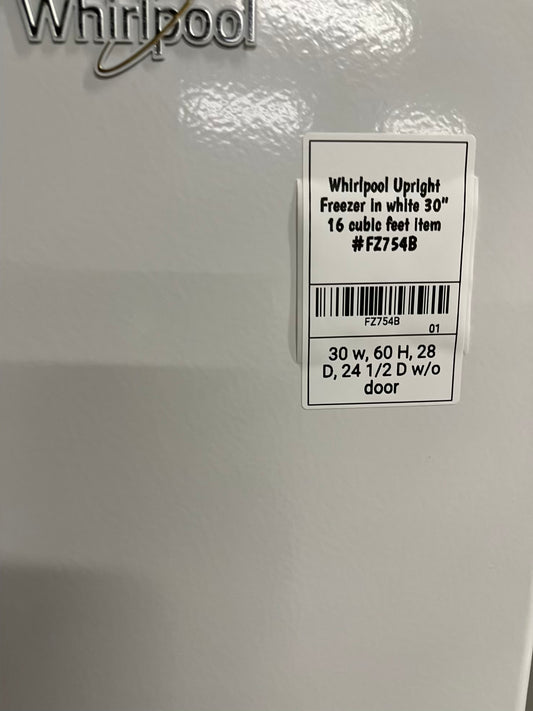 Whirlpool
Whirlpool Upright
Freezer in white 30"
16 cubic feet item
#FZ754B
FZ754B
01
30 w, 60 H, 28
D, 24 1/2 D w/o
door